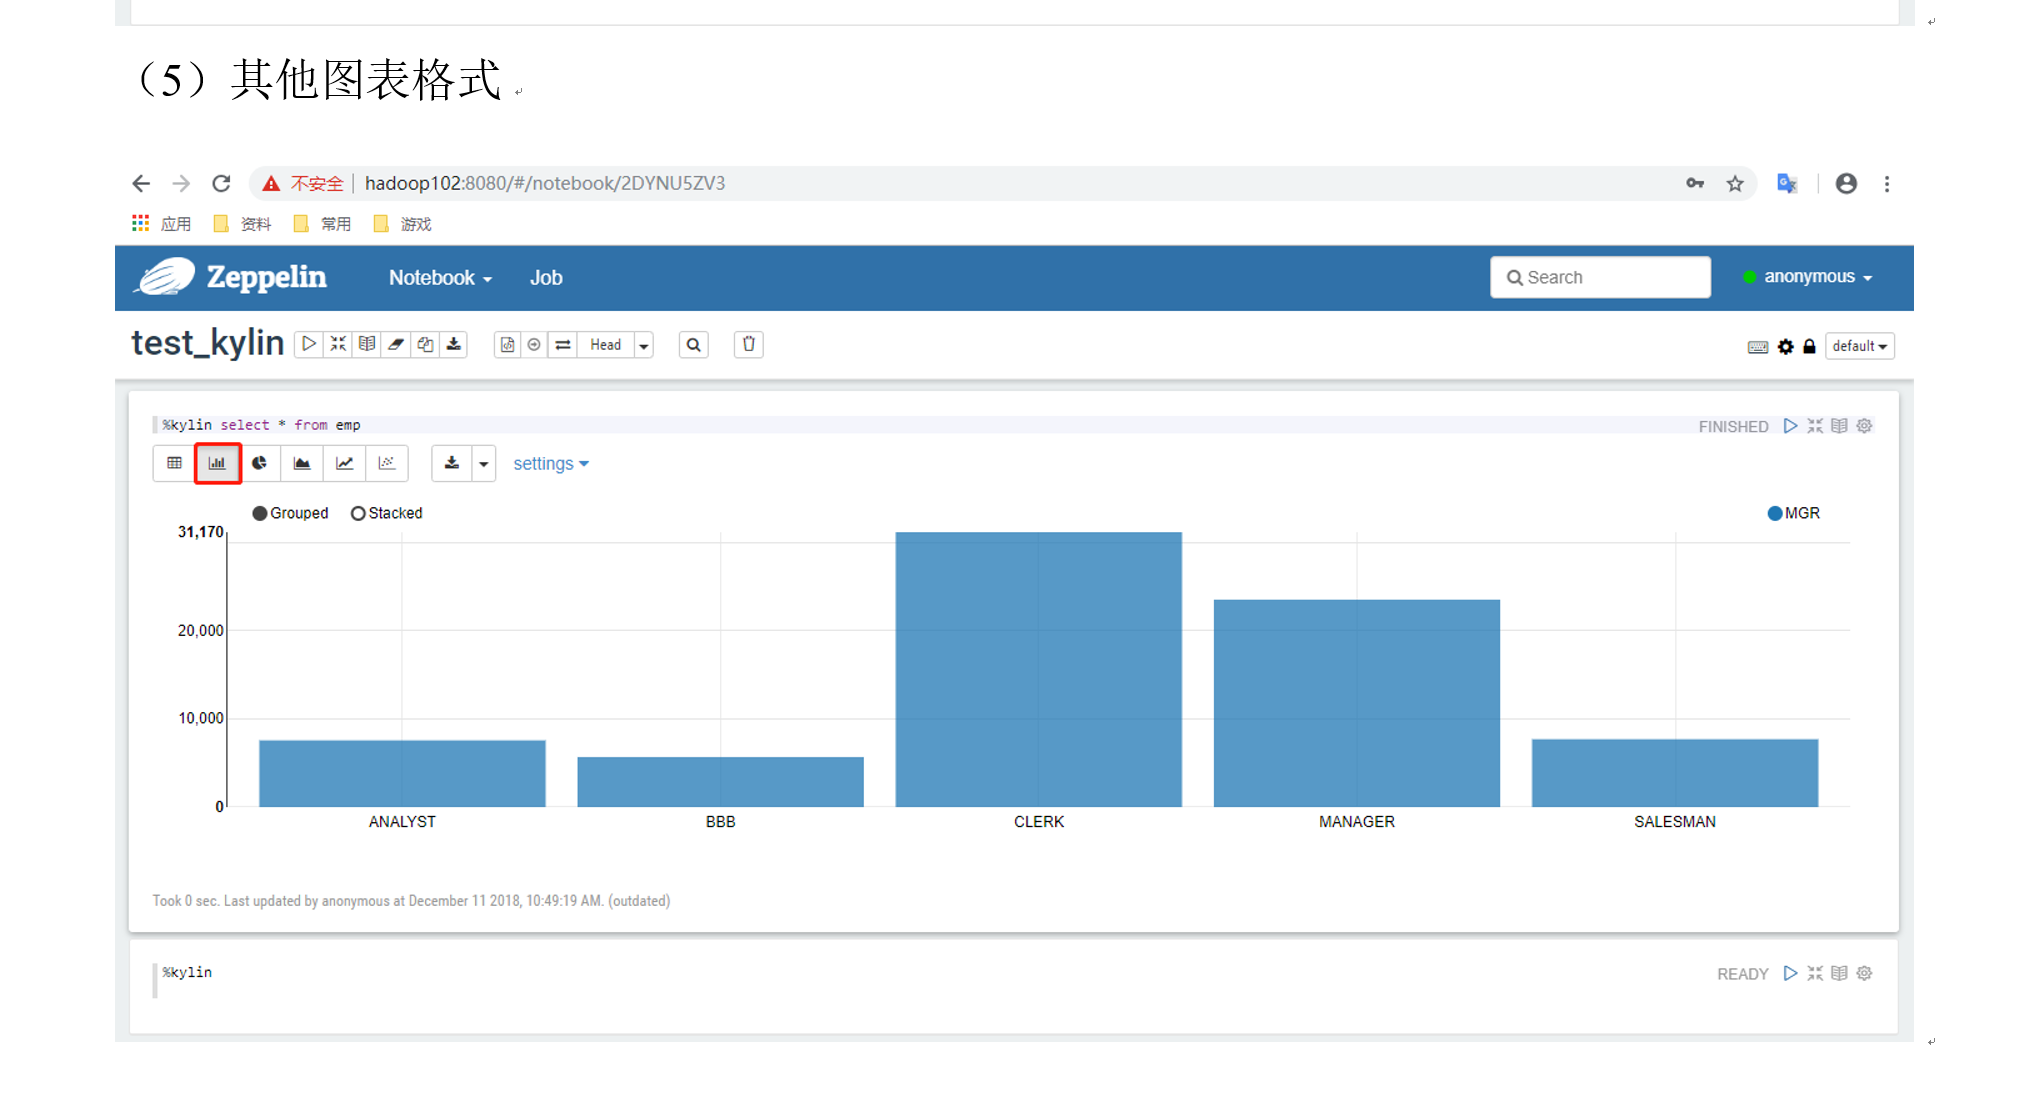 （5）其他图表格式
不安全 | hadoop102:8080/#/notebook/2DYNU5ZV3
应用 资料 常用 游戏
Zeppelin Notebook Job Search anonymous
test_kylin Head default
%kylin select * from emp FINISHED
settings
Grouped Stacked MGR
31,170
20,000
10,000
0
ANALYST BBB CLERK MANAGER SALESMAN
Took 0 sec. Last updated by anonymous at December 11 2018, 10:49:19 AM. (outdated)
%kylin READY